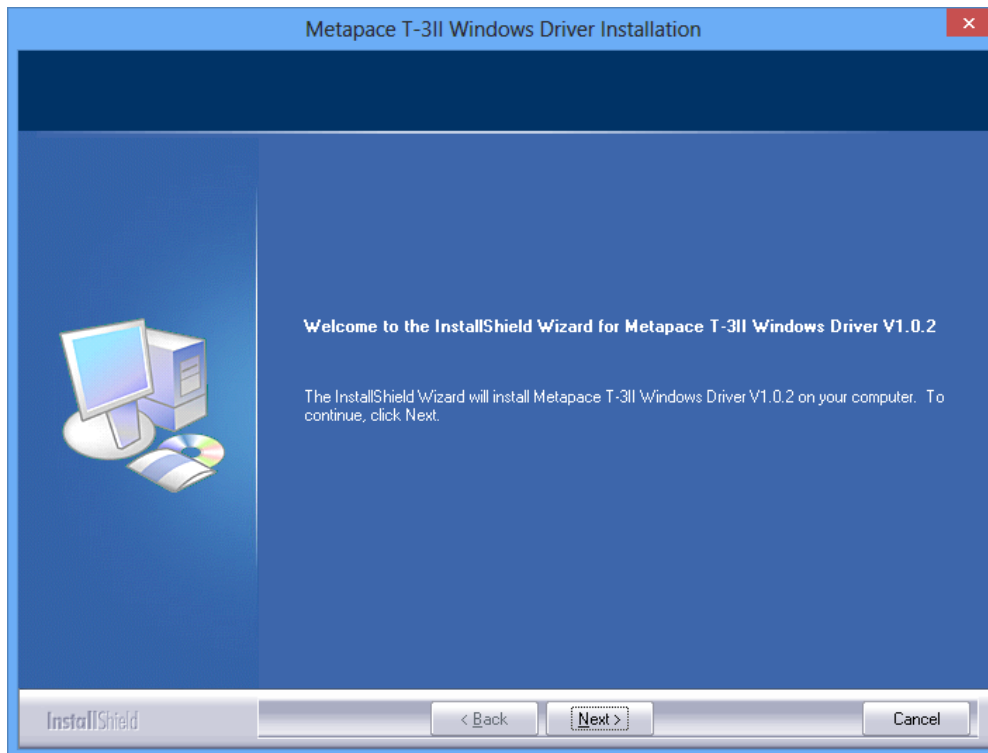 Metapace T-3II Windows Driver Installation
Welcome to the InstallShield Wizard for Metapace T-3II Windows Driver V1.0.2
The InstallShield Wizard will install Metapace T-3II Windows Driver V1.0.2 on your computer. To
continue, click Next.
InstallShield
< Back
Next >
Cancel